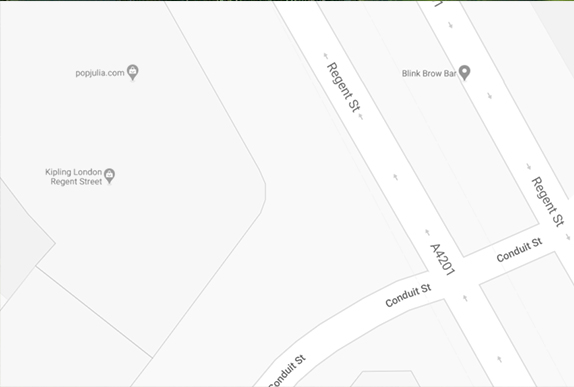 popjulia.com
Blink Brow Bar
Regent St
Kipling London
Regent Street
Regent St
A4201
Conduit St
Conduit St
Conduit St